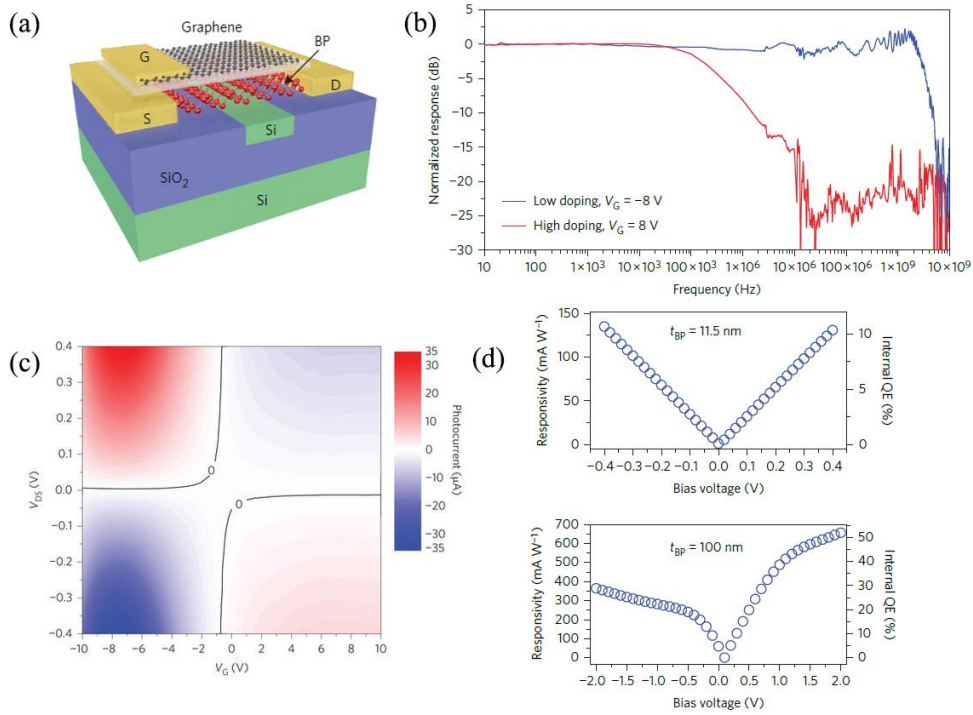 (a)
Graphene
BP
G
D
S
Si
SiO₂
Si
(b)
Normalized response (dB)
5
0
−5
−10
−15
−20
−25
−30
Low doping, V_G = −8 V
High doping, V_G = 8 V
10 100 1×10³ 10×10³ 100×10³ 1×10⁶ 10×10⁶ 100×10⁶ 1×10⁹ 10×10⁹
Frequency (Hz)
(c)
V_DS (V)
0.4
0.3
0.2
0.1
0.0
−0.1
−0.2
−0.3
−0.4
0
0
−10 −8 −6 −4 −2 0 2 4 6 8 10
V_G (V)
35
30
20
10
0
−10
−20
−30
−35
Photocurrent (μA)
(d)
t_BP = 11.5 nm
Responsivity (mA W⁻¹)
150
100
50
0
10
5
0
Internal QE (%)
−0.4 −0.3 −0.2 −0.1 0.0 0.1 0.2 0.3 0.4
Bias voltage (V)
t_BP = 100 nm
Responsivity (mA W⁻¹)
700
600
500
400
300
200
100
0
50
40
30
20
10
0
Internal QE (%)
−2.0 −1.5 −1.0 −0.5 0.0 0.5 1.0 1.5 2.0
Bias voltage (V)